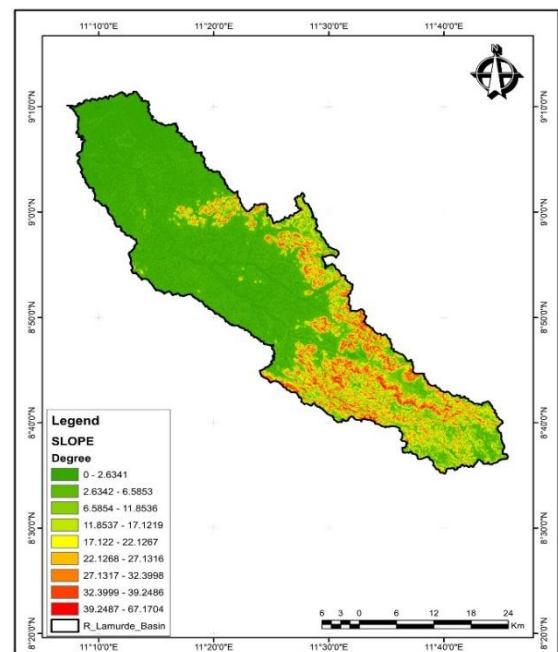 11°10'0"E 11°20'0"E 11°30'0"E 11°40'0"E
N
9°10'0"N 9°10'0"N
9°0'0"N 9°0'0"N
8°50'0"N 8°50'0"N
8°40'0"N 8°40'0"N
8°30'0"N 8°30'0"N
8°20'0"N 8°20'0"N
Legend
SLOPE
Degree
0 - 2.6341
2.6342 - 6.5853
6.5854 - 11.8536
11.8537 - 17.1219
17.122 - 22.1267
22.1268 - 27.1316
27.1317 - 32.3998
32.3999 - 39.2486
39.2487 - 67.1704
R_Lamurde_Basin
6 3 0 6 12 18 24
Km
11°10'0"E 11°20'0"E 11°30'0"E 11°40'0"E